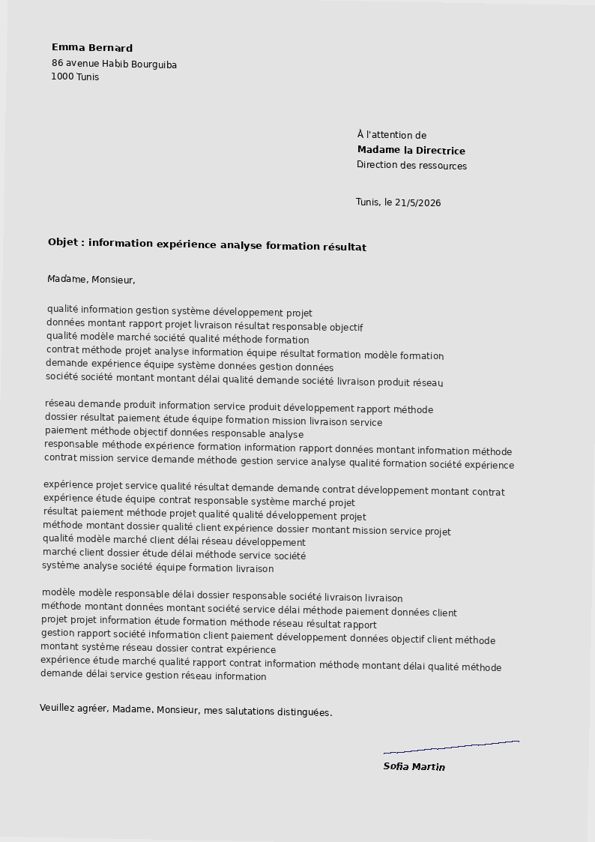 Emma Bernard
86 avenue Habib Bourguiba
1000 Tunis
À l'attention de
Madame la Directrice
Direction des ressources
Tunis, le 21/5/2026
Objet : information expérience analyse formation résultat
Madame, Monsieur,
qualité information gestion système développement projet
données montant rapport projet livraison résultat responsable objectif
qualité modèle marché société qualité méthode formation
contrat méthode projet analyse information équipe résultat formation modèle formation
demande expérience équipe système données gestion données
société société montant montant délai qualité demande société livraison produit réseau
réseau demande produit information service produit développement rapport méthode
dossier résultat paiement étude équipe formation mission livraison service
paiement méthode objectif données responsable analyse
responsable méthode expérience formation information rapport données montant information méthode
contrat mission service demande méthode gestion service analyse qualité formation société expérience
expérience projet service qualité résultat demande demande contrat développement montant contrat
expérience étude équipe contrat responsable système marché projet
résultat paiement méthode projet qualité qualité développement projet
méthode montant dossier qualité client expérience dossier montant mission service projet
qualité modèle marché client délai réseau développement
marché client dossier étude délai méthode service société
système analyse société équipe formation livraison
modèle modèle responsable délai dossier responsable société livraison livraison
méthode montant données montant société service délai méthode paiement données client
projet projet information étude formation méthode réseau résultat rapport
gestion rapport société information client paiement développement données objectif client méthode
montant système réseau dossier contrat expérience
expérience étude marché qualité rapport contrat information méthode montant délai qualité méthode
demande délai service gestion réseau information
Veuillez agréer, Madame, Monsieur, mes salutations distinguées.
Sofia Martin